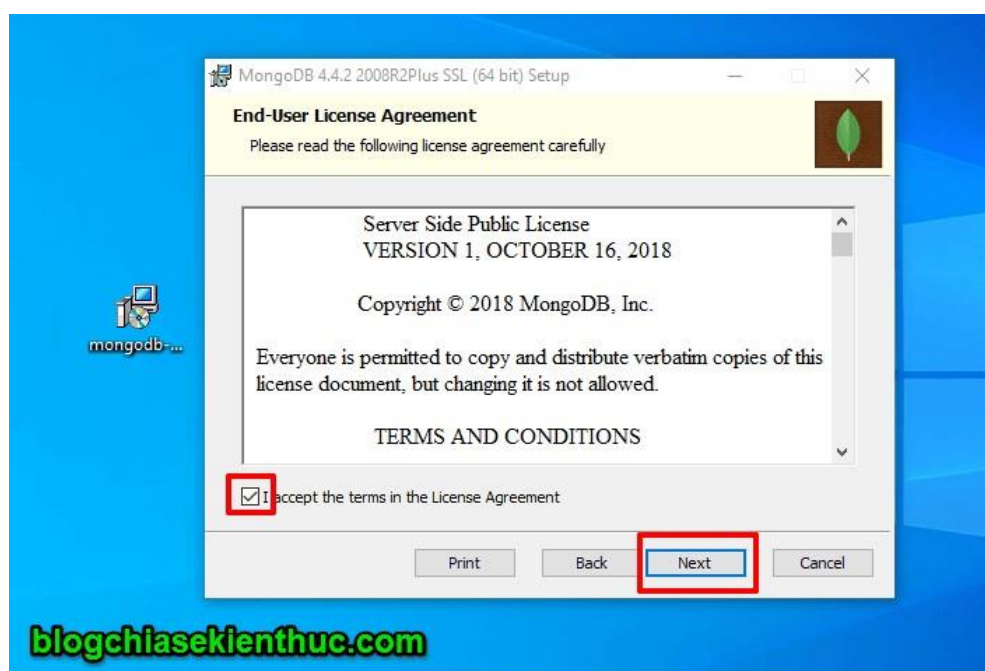 MongoDB 4.4.2 2008R2Plus SSL (64 bit) Setup
End-User License Agreement
Please read the following license agreement carefully
Server Side Public License
VERSION 1, OCTOBER 16, 2018
Copyright © 2018 MongoDB, Inc.
Everyone is permitted to copy and distribute verbatim copies of this
license document, but changing it is not allowed.
TERMS AND CONDITIONS
mongodb-...
I accept the terms in the License Agreement
Print Back Next Cancel
blogchiasekienthuc.com